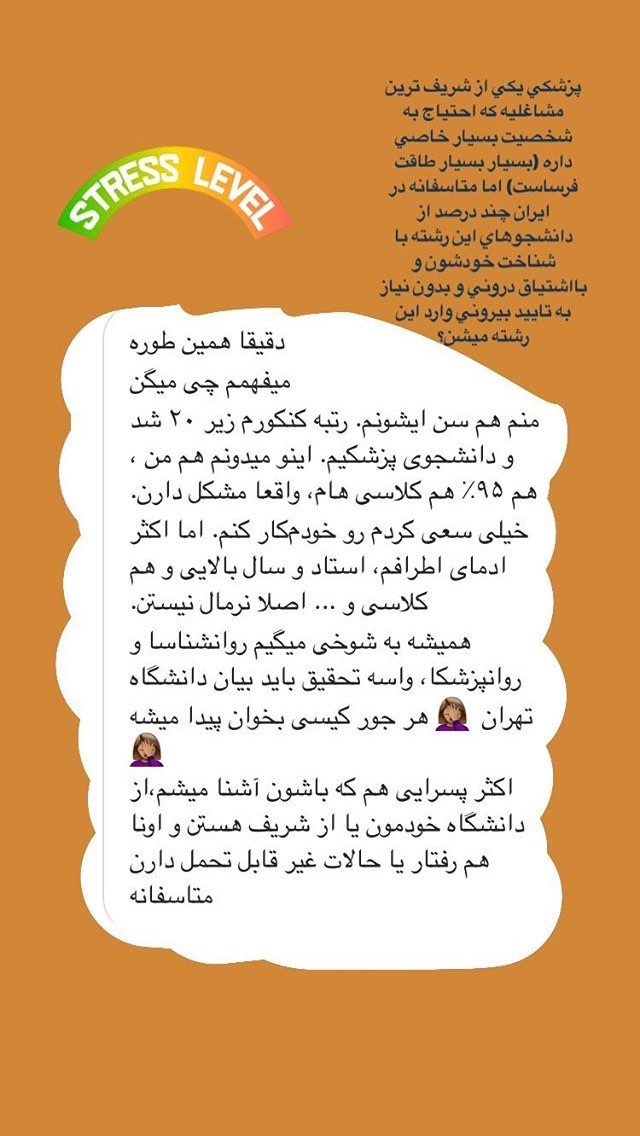 پزشكي يكي از شريف ترين
مشاغليه كه احتياج به
شخصيت بسيار خاصي
داره (بسيار بسيار طاقت
فرساست) اما متاسفانه در
ايران چند درصد از
دانشجوهاي اين رشته با
شناخت خودشون و
بااشتياق دروني و بدون نياز
به تاييد بيروني وارد اين
رشته ميشن؟
STRESS LEVEL
دقیقا همین طوره
میفهمم چی میگن
منم هم سن ایشونم. رتبه کنکورم زیر ۲۰ شد
و دانشجوی پزشکیم. اینو میدونم هم من ،
هم ۹۵٪ هم کلاسی هام، واقعا مشکل دارن.
خیلی سعی کردم رو خودم‌کار کنم. اما اکثر
ادمای اطرافم، استاد و سال بالایی و هم
کلاسی و ... اصلا نرمال نیستن.
همیشه به شوخی میگیم روانشناسا و
روانپزشکا، واسه تحقیق باید بیان دانشگاه
تهران 🤦🏽‍♀️ هر جور کیسی بخوان پیدا میشه
🤦🏽‍♀️
اکثر پسرایی هم که باشون آشنا میشم،از
دانشگاه خودمون یا از شریف هستن و اونا
هم رفتار یا حالات غیر قابل تحمل دارن
متاسفانه